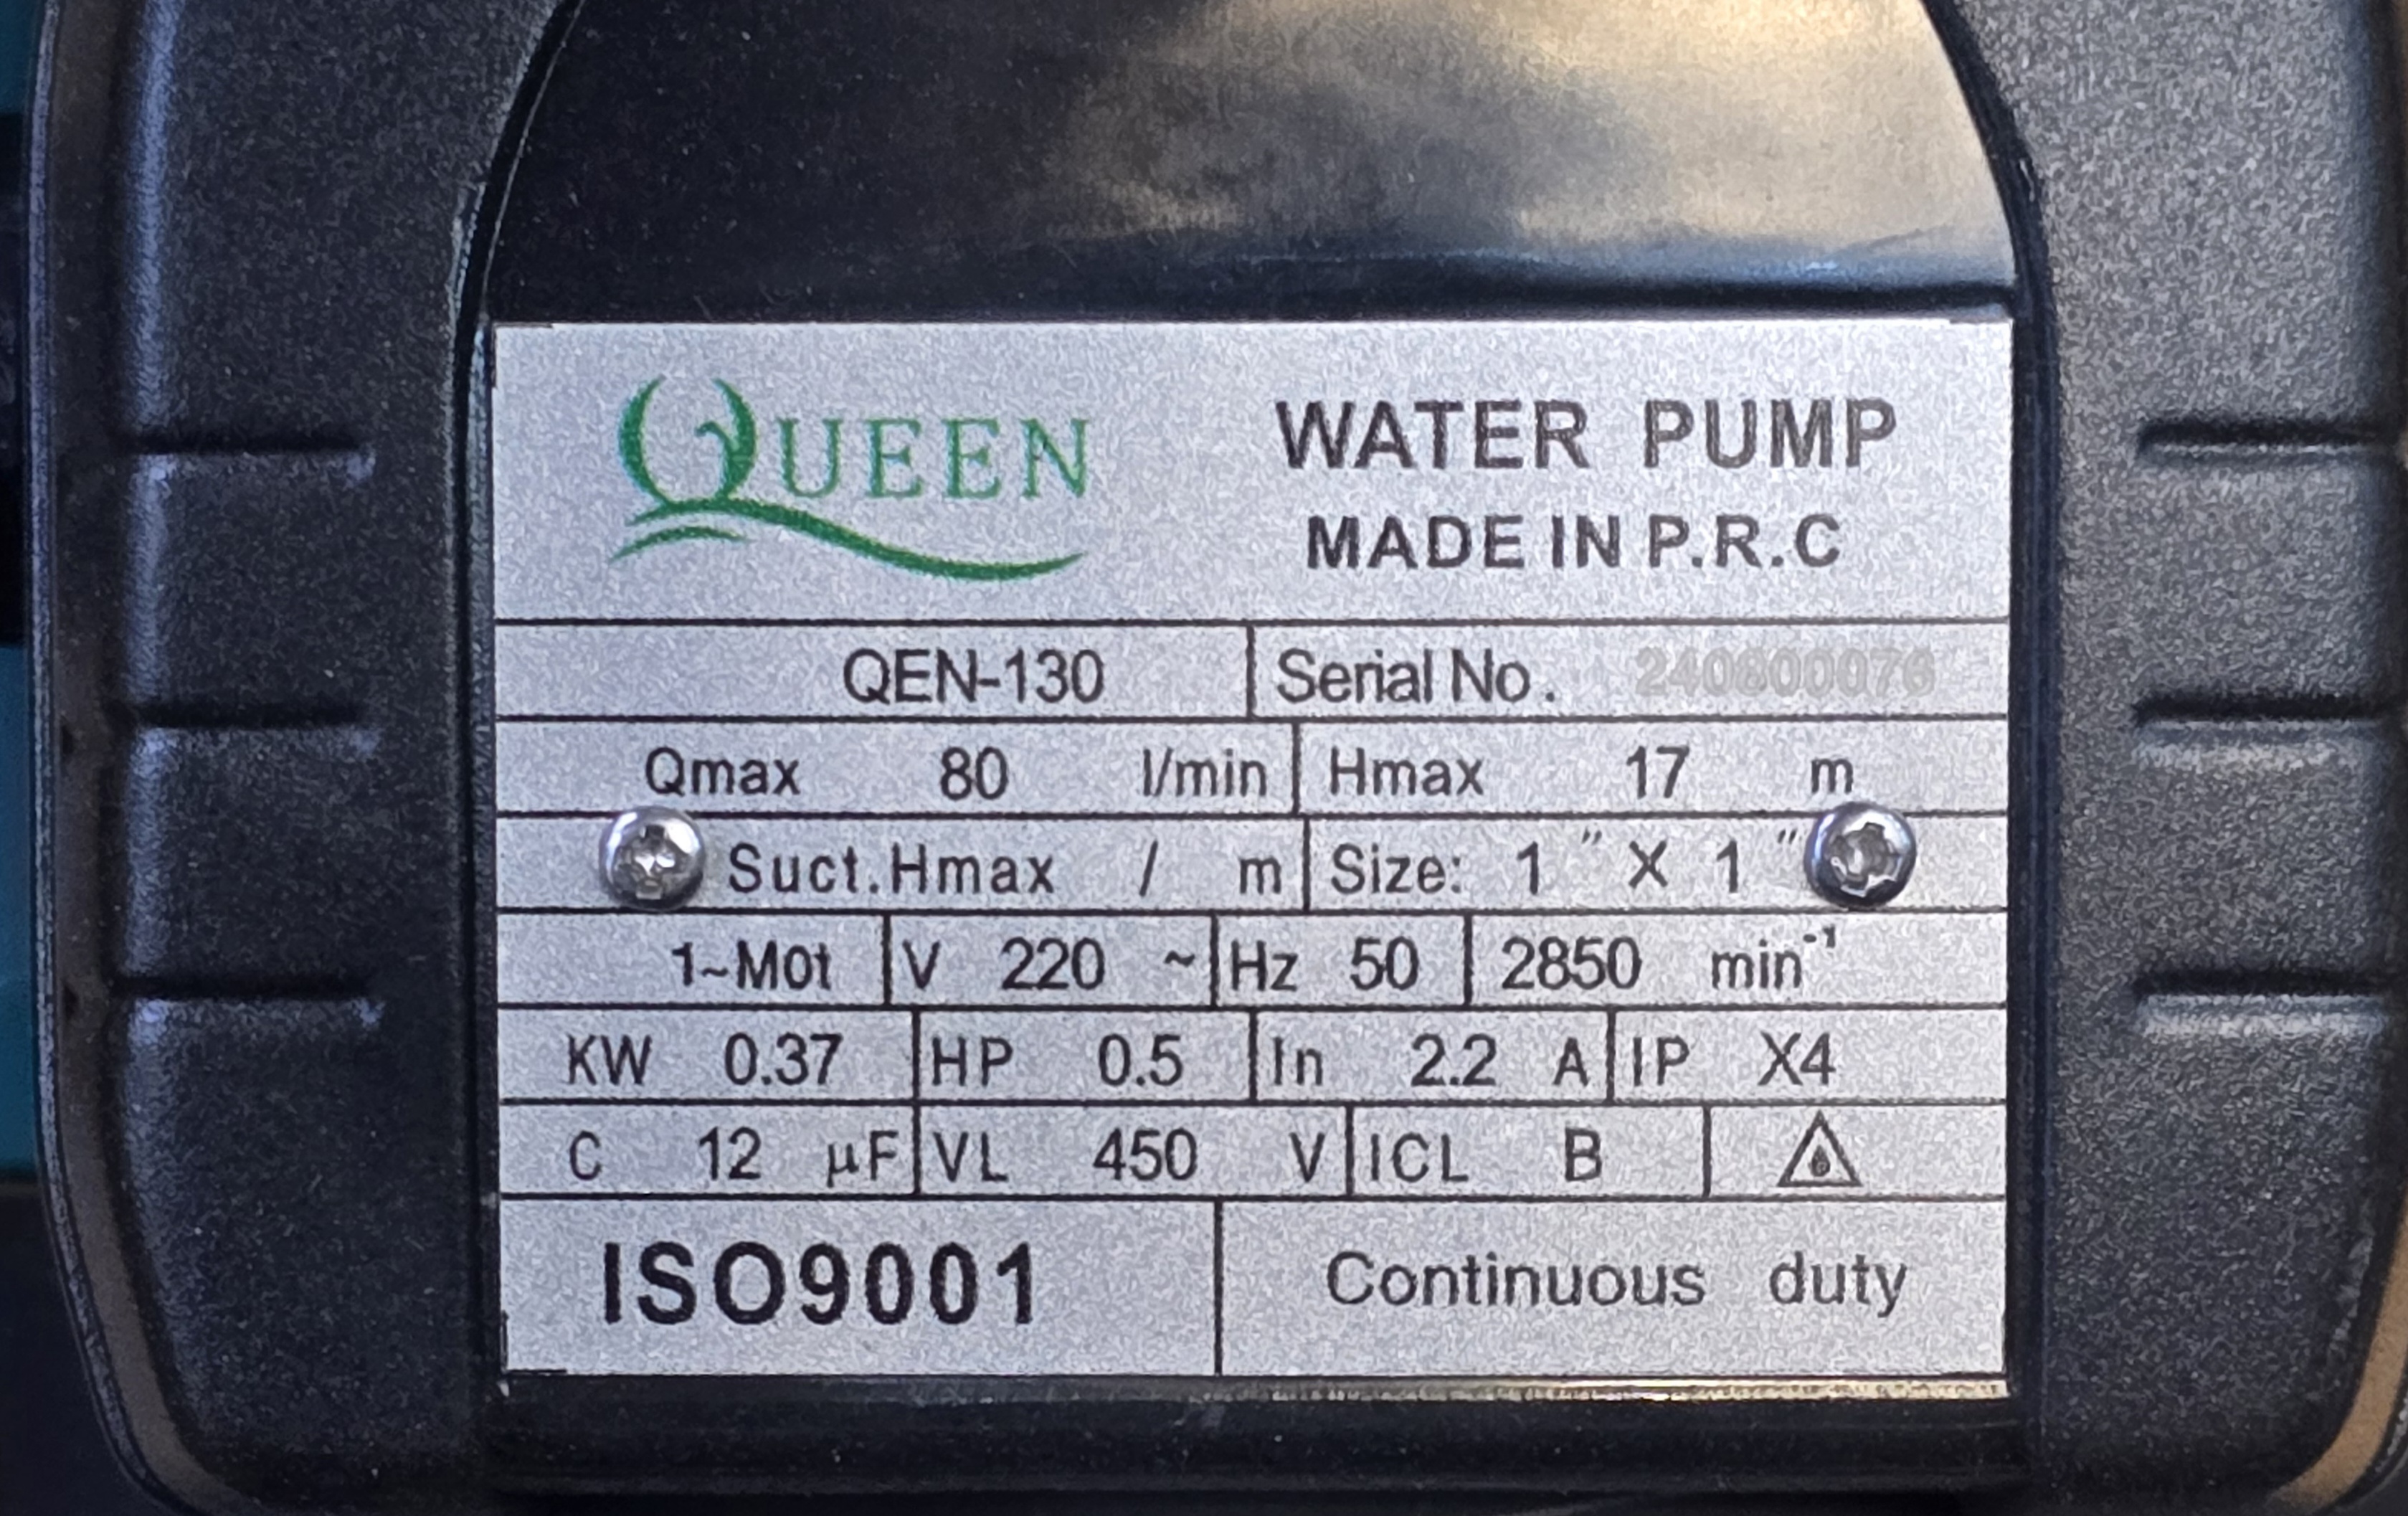 QUEEN
WATER PUMP
MADE IN P.R.C
QEN-130 Serial No. 240800076
Qmax 80 l/min Hmax 17 m
Suct.Hmax / m Size: 1" X 1"
1~Mot V 220 ~ Hz 50 2850 min⁻¹
KW 0.37 HP 0.5 In 2.2 A IP X4
C 12 µF VL 450 V ICL B
ISO9001 Continuous duty